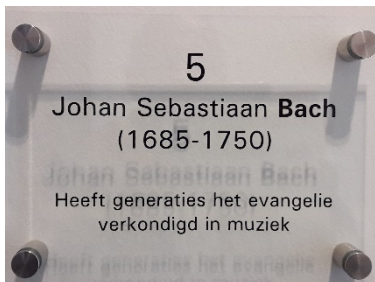 5
Johan Sebastiaan Bach
(1685-1750)
Heeft generaties het evangelie
verkondigd in muziek